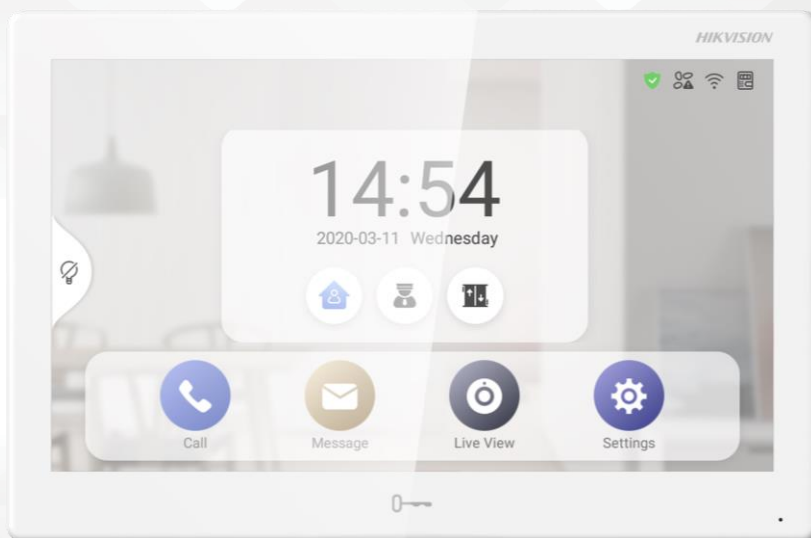 HIKVISION
14:54
2020-03-11 Wednesday
Call
Message
Live View
Settings